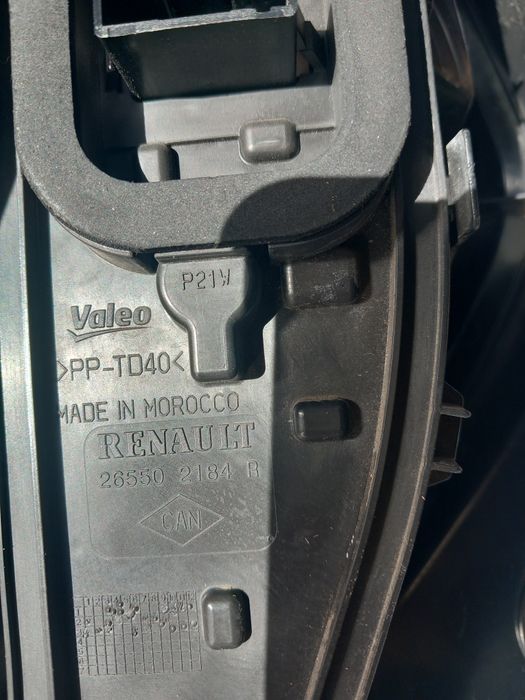 P21W
Valeo
>PP-TD40<
MADE IN MOROCCO
RENAULT
26550 2184 R
CAN